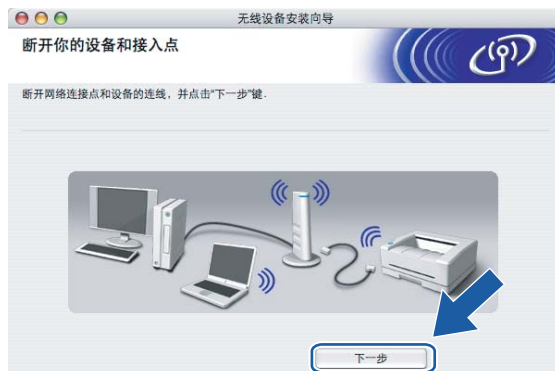 无线设备安装向导
断开你的设备和接入点
断开网络连接点和设备的连线，并点击“下一步”键.
下一步